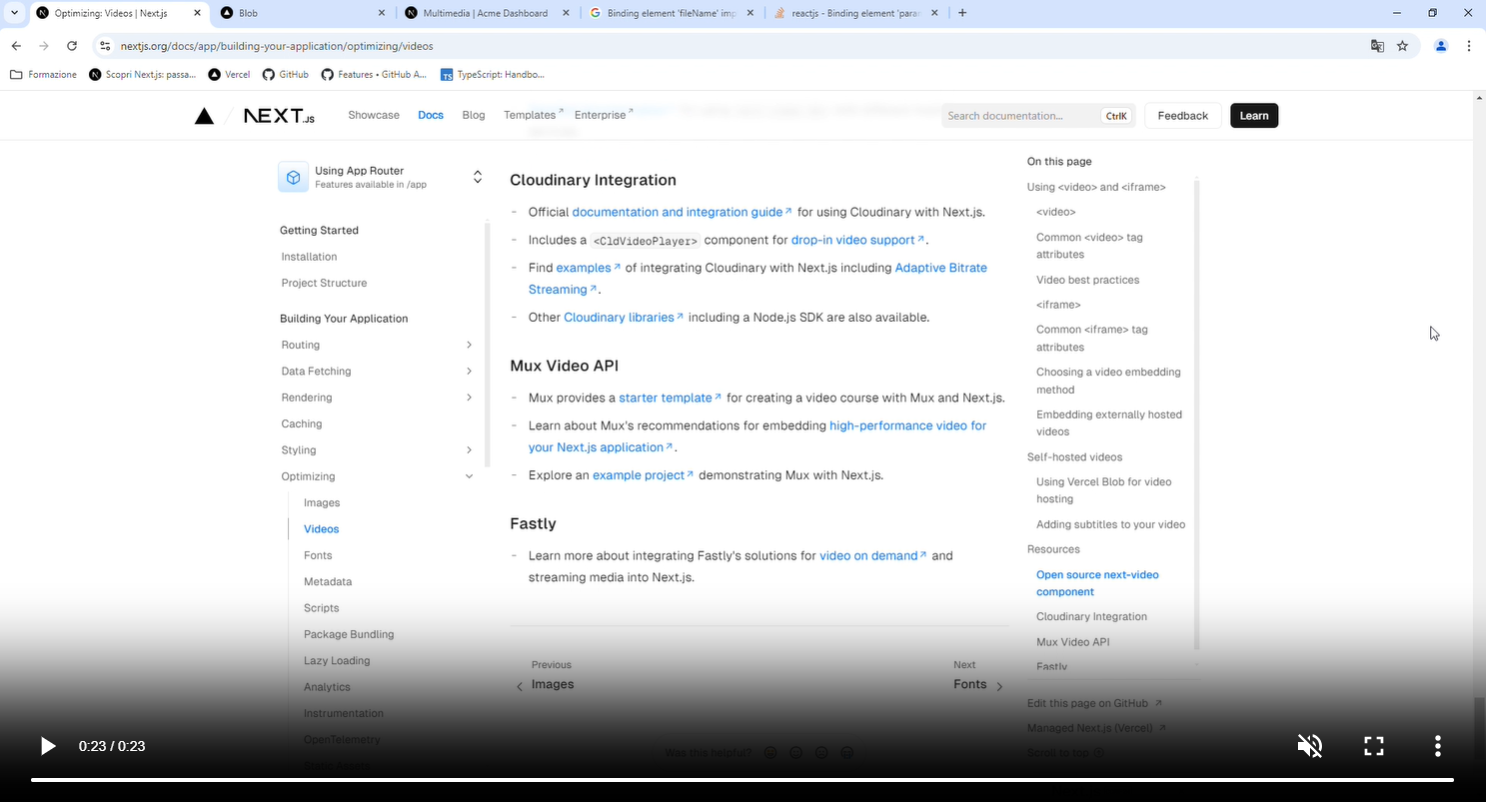 Optimizing: Videos | Next.js
Blob
Multimedia | Acme Dashboard
Binding element 'fileName' imp
reactjs - Binding element 'para
nextjs.org/docs/app/building-your-application/optimizing/videos
Formazione
Scopri Next.js: passa...
Vercel
GitHub
Features • GitHub A...
TypeScript: Handbo...
NEXT.JS
Showcase
Docs
Blog
Templates
Enterprise
Search documentation...
CtrlK
Feedback
Learn
Using App Router
Features available in /app
Getting Started
Installation
Project Structure
Building Your Application
Routing
Data Fetching
Rendering
Caching
Styling
Optimizing
Images
Videos
Fonts
Metadata
Scripts
Package Bundling
Lazy Loading
Analytics
Instrumentation
OpenTelemetry
Cloudinary Integration
- Official documentation and integration guide↗ for using Cloudinary with Next.js.
- Includes a <CldVideoPlayer> component for drop-in video support↗.
- Find examples↗ of integrating Cloudinary with Next.js including Adaptive Bitrate
Streaming↗.
- Other Cloudinary libraries↗ including a Node.js SDK are also available.
Mux Video API
- Mux provides a starter template↗ for creating a video course with Mux and Next.js.
- Learn about Mux's recommendations for embedding high-performance video for
your Next.js application↗.
- Explore an example project↗ demonstrating Mux with Next.js.
Fastly
- Learn more about integrating Fastly's solutions for video on demand↗ and
streaming media into Next.js.
Previous
Images
Next
Fonts
Was this helpful?
On this page
Using <video> and <iframe>
<video>
Common <video> tag
attributes
Video best practices
<iframe>
Common <iframe> tag
attributes
Choosing a video embedding
method
Embedding externally hosted
videos
Self-hosted videos
Using Vercel Blob for video
hosting
Adding subtitles to your video
Resources
Open source next-video
component
Cloudinary Integration
Mux Video API
Fastly
Edit this page on GitHub ↗
Managed Next.js (Vercel) ↗
Scroll to top
0:23 / 0:23